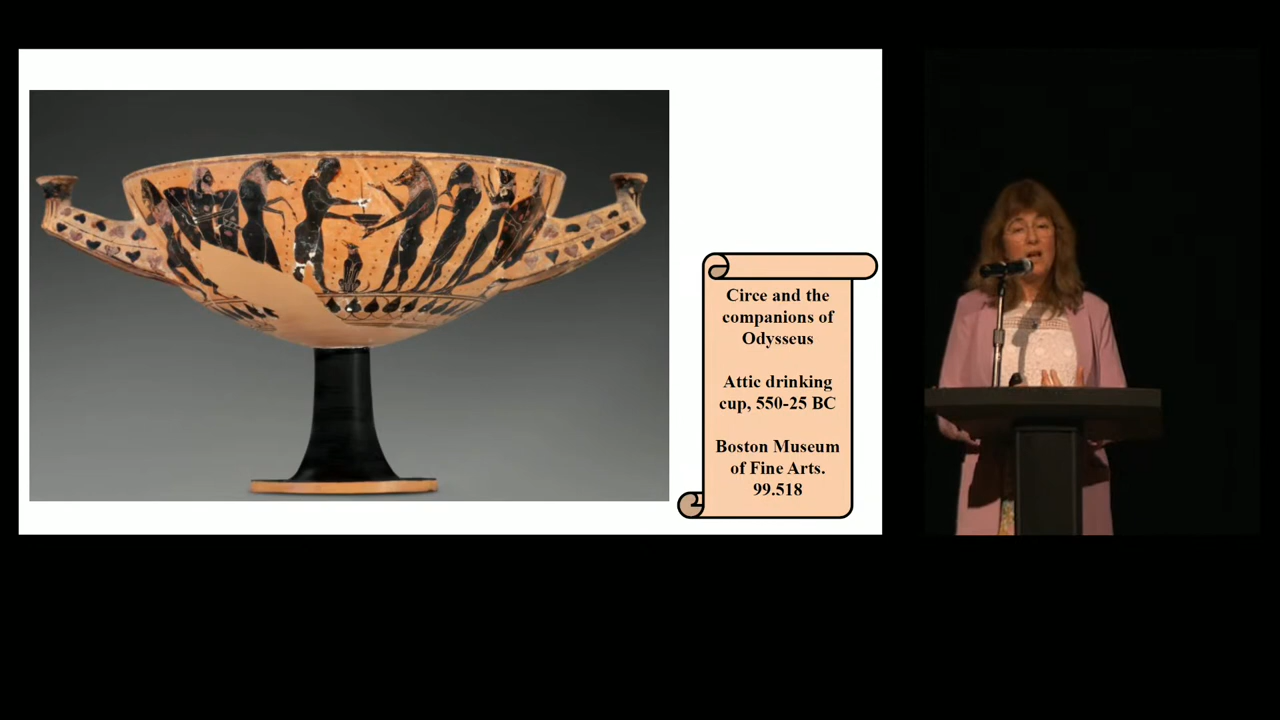 Circe and the
companions of
Odysseus
Attic drinking
cup, 550-25 BC
Boston Museum
of Fine Arts.
99.518